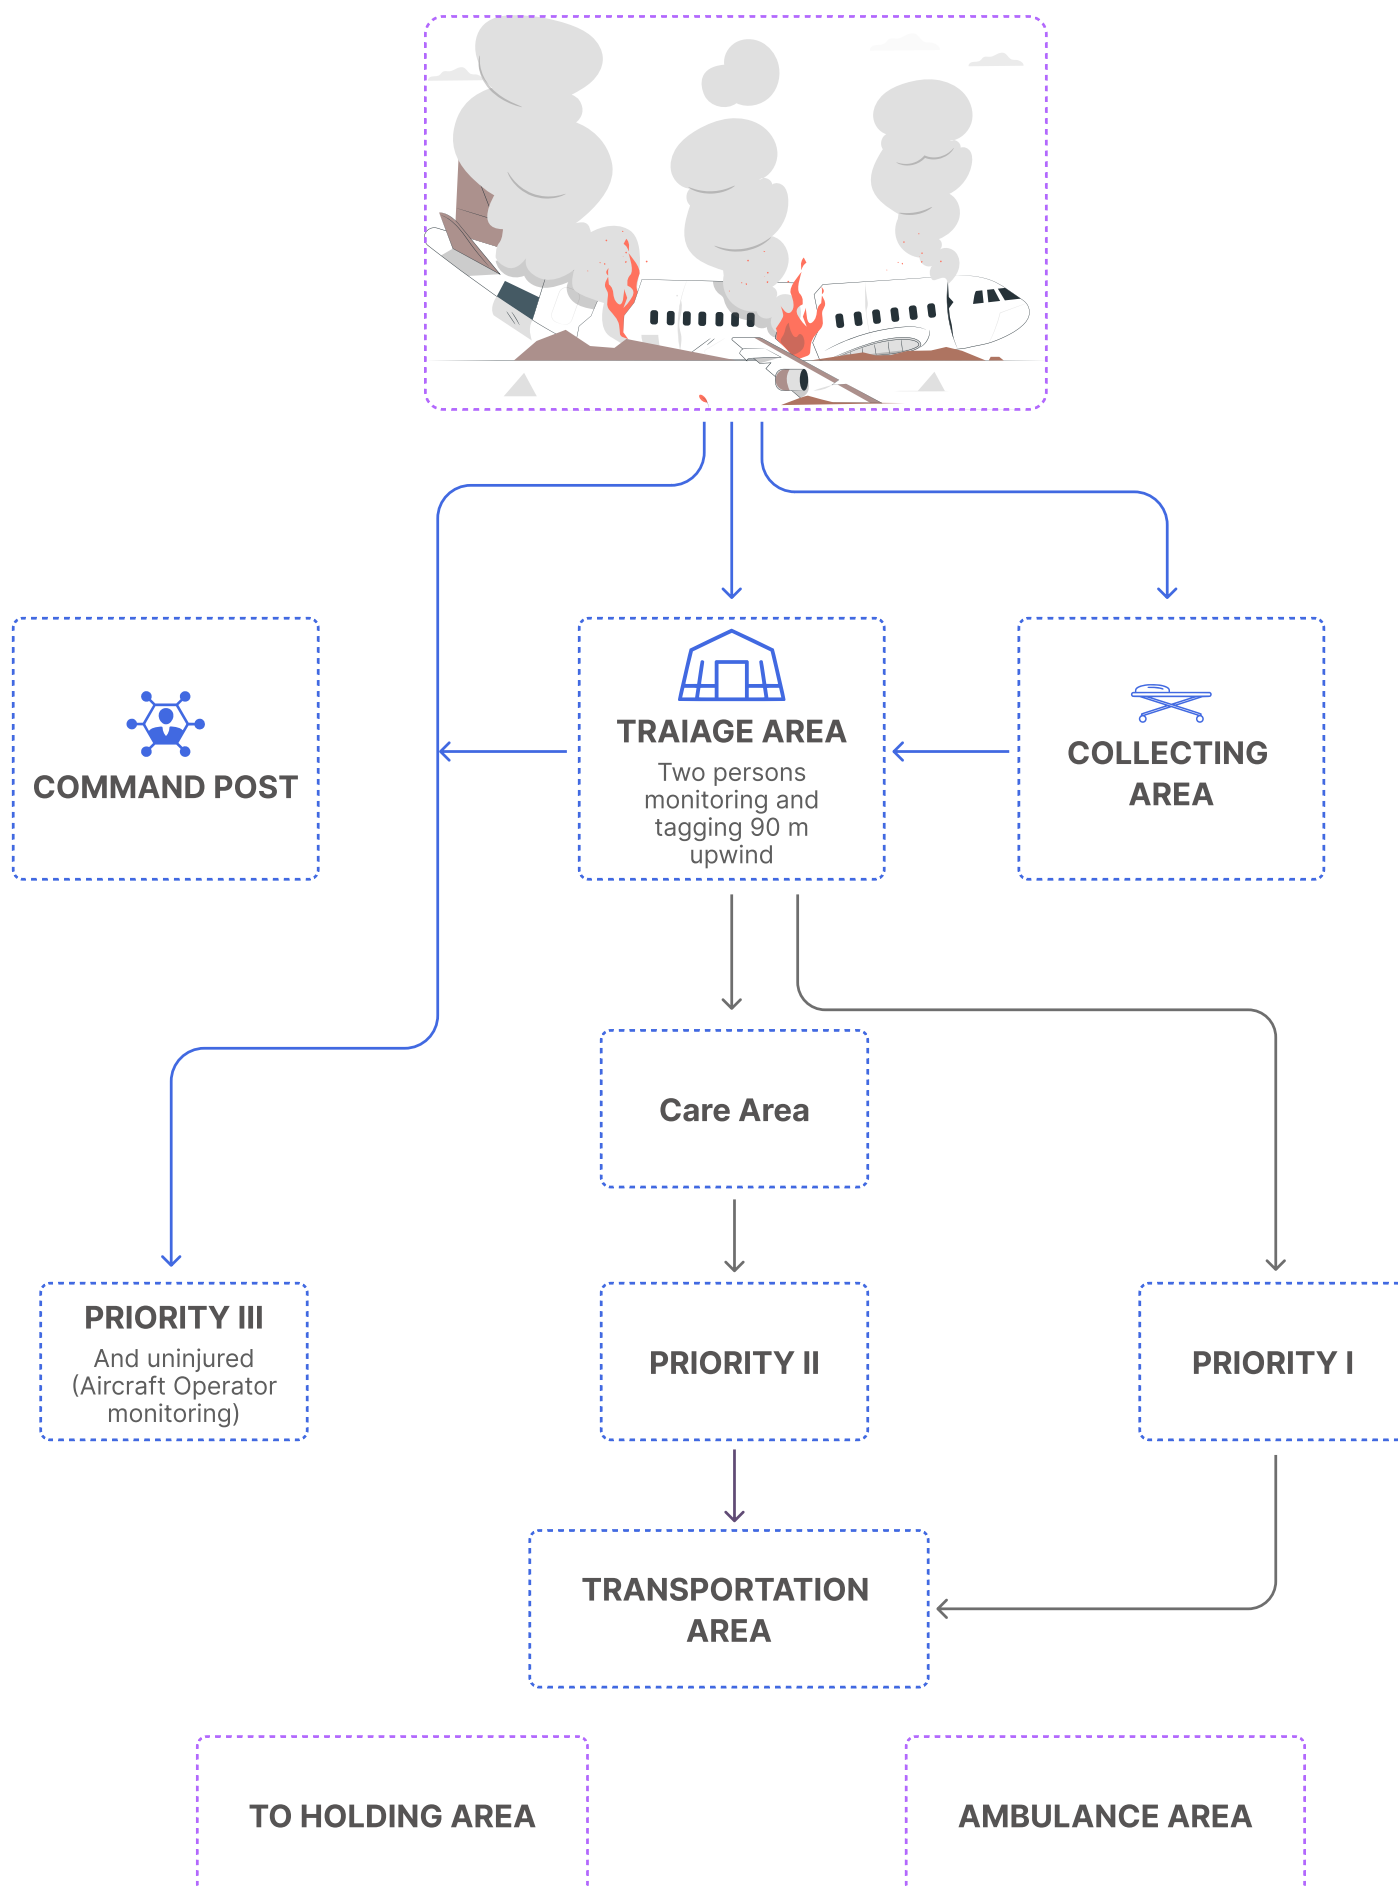 COMMAND POST
TRAIAGE AREA
Two persons
monitoring and
tagging 90 m
upwind
COLLECTING
AREA
Care Area
PRIORITY III
And uninjured
(Aircraft Operator
monitoring)
PRIORITY II
PRIORITY I
TRANSPORTATION
AREA
TO HOLDING AREA
AMBULANCE AREA